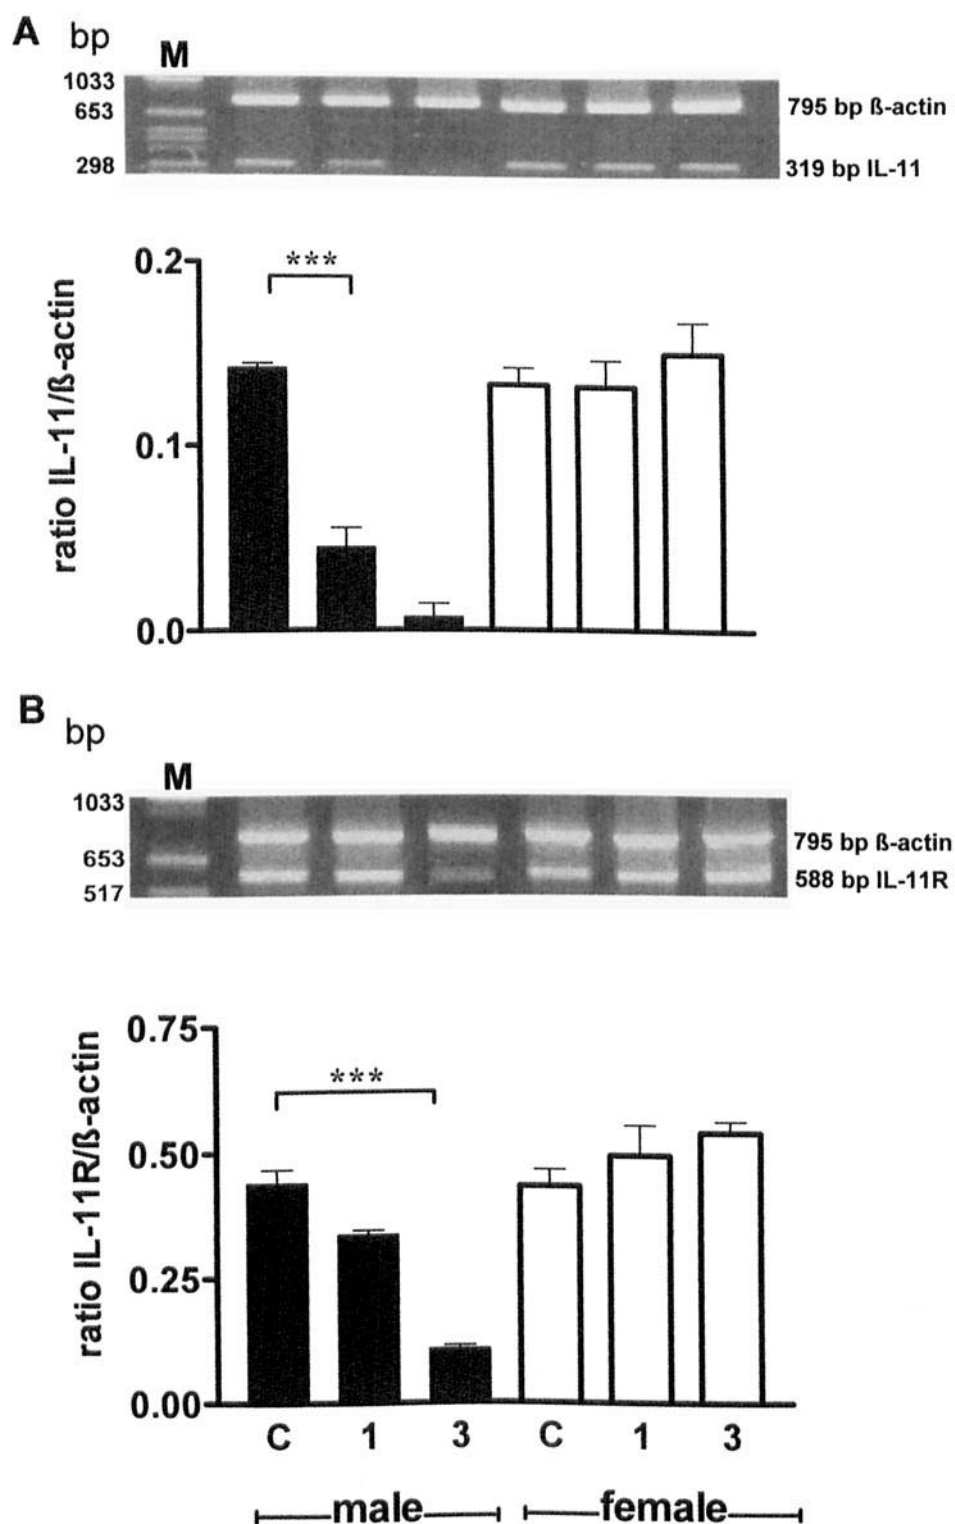 A bp
M
1033
653
298
795 bp ß-actin
319 bp IL-11
***
0.2
0.1
0.0
ratio IL-11/ß-actin
B bp
M
1033
653
517
795 bp ß-actin
588 bp IL-11R
***
0.75
0.50
0.25
0.00
ratio IL-11R/ß-actin
C 1 3 C 1 3
male female